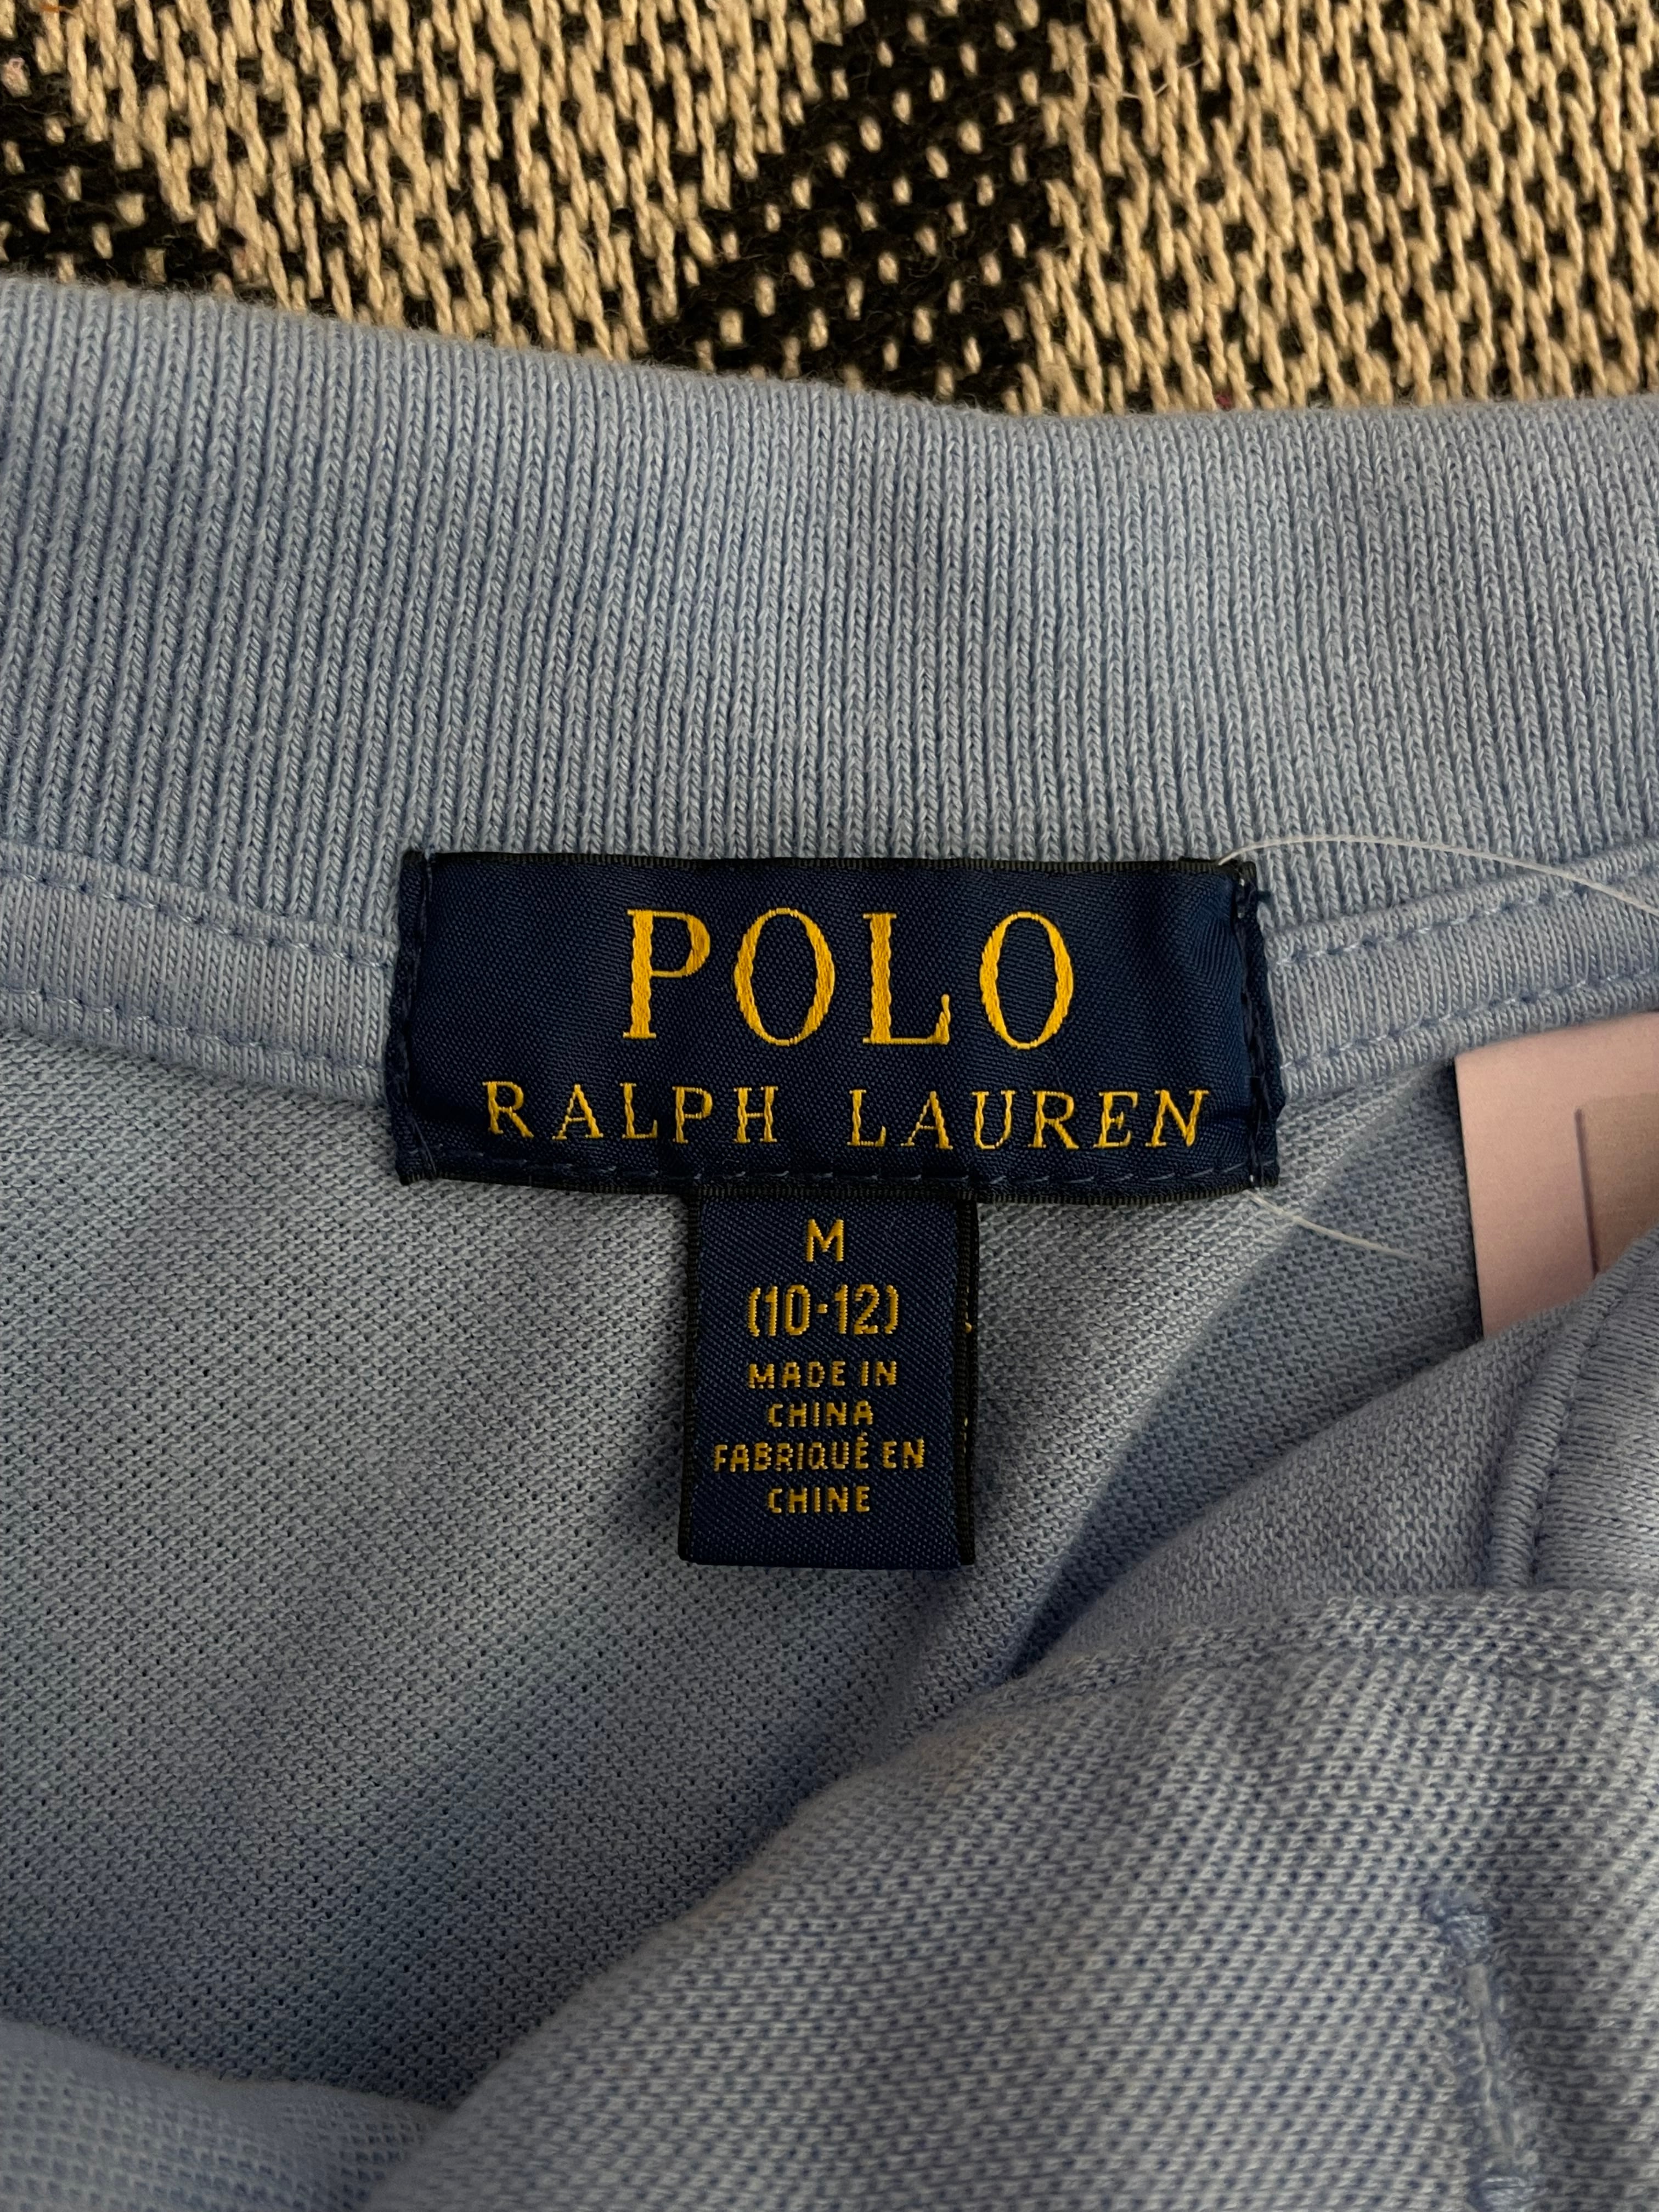 POLO
RALPH LAUREN
M
(10-12)
MADE IN
CHINA
FABRIQUÉ EN
CHINE